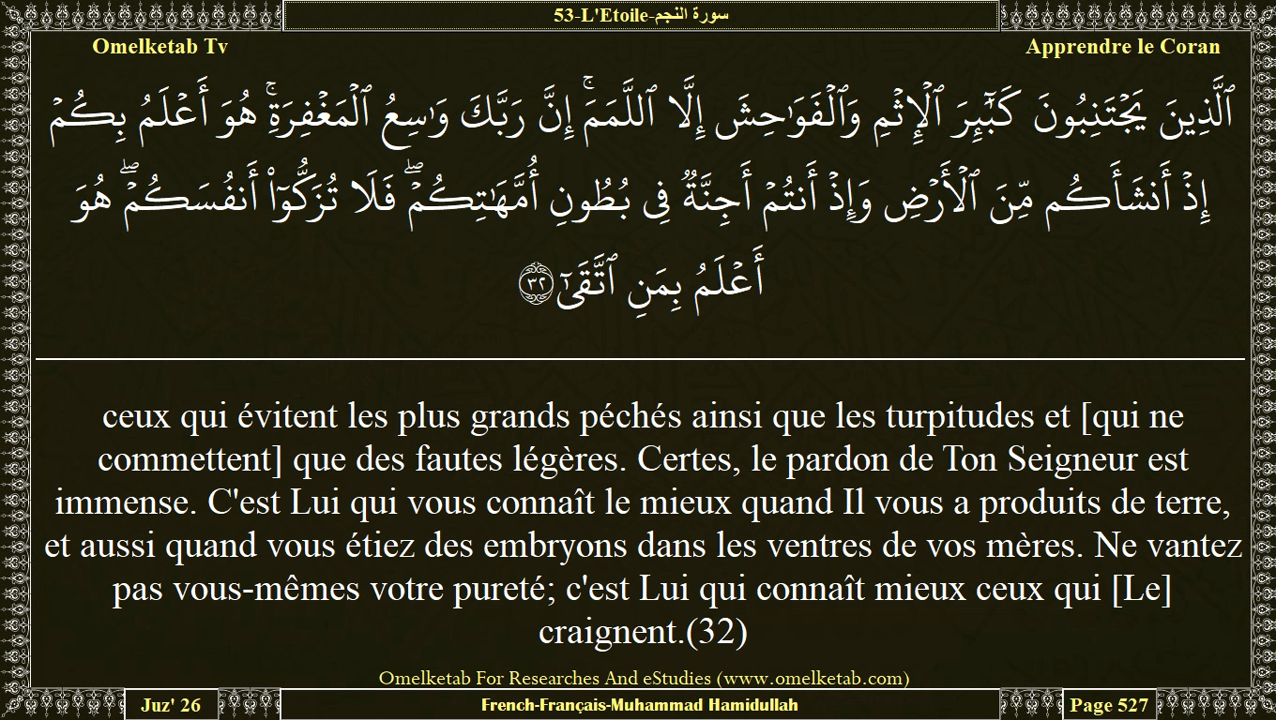 53-L'Etoile-سورة النجم
Omelketab Tv
Apprendre le Coran
ٱلَّذِينَ يَجْتَنِبُونَ كَبَٰٓئِرَ ٱلْإِثْمِ وَٱلْفَوَٰحِشَ إِلَّا ٱللَّمَمَ ۚ إِنَّ رَبَّكَ وَٰسِعُ ٱلْمَغْفِرَةِ ۚ هُوَ أَعْلَمُ بِكُمْ
إِذْ أَنشَأَكُم مِّنَ ٱلْأَرْضِ وَإِذْ أَنتُمْ أَجِنَّةٌ فِى بُطُونِ أُمَّهَٰتِكُمْ ۖ فَلَا تُزَكُّوٓا۟ أَنفُسَكُمْ ۖ هُوَ
أَعْلَمُ بِمَنِ ٱتَّقَىٰٓ ٣٢
ceux qui évitent les plus grands péchés ainsi que les turpitudes et [qui ne
commettent] que des fautes légères. Certes, le pardon de Ton Seigneur est
immense. C'est Lui qui vous connaît le mieux quand Il vous a produits de terre,
et aussi quand vous étiez des embryons dans les ventres de vos mères. Ne vantez
pas vous-mêmes votre pureté; c'est Lui qui connaît mieux ceux qui [Le]
craignent.(32)
Omelketab For Researches And eStudies (www.omelketab.com)
Juz' 26
French-Français-Muhammad Hamidullah
Page 527